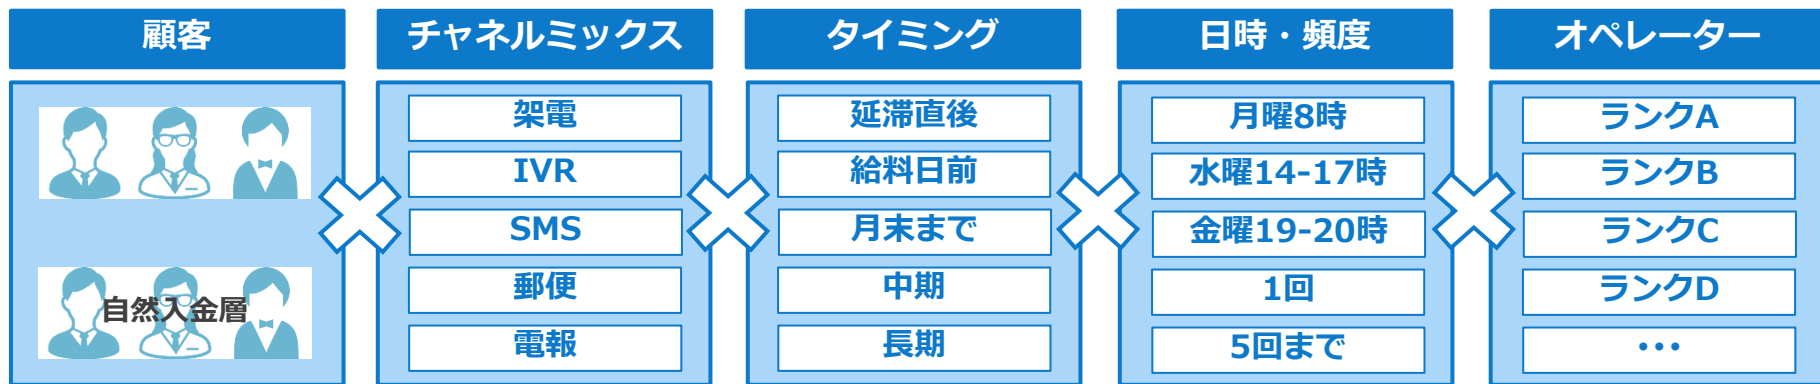 顧客
自然入金層
チャネルミックス
架電
IVR
SMS
郵便
電報
タイミング
延滞直後
給料日前
月末まで
中期
長期
日時・頻度
月曜8時
水曜14-17時
金曜19-20時
1回
5回まで
オペレーター
ランクA
ランクB
ランクC
ランクD
・・・